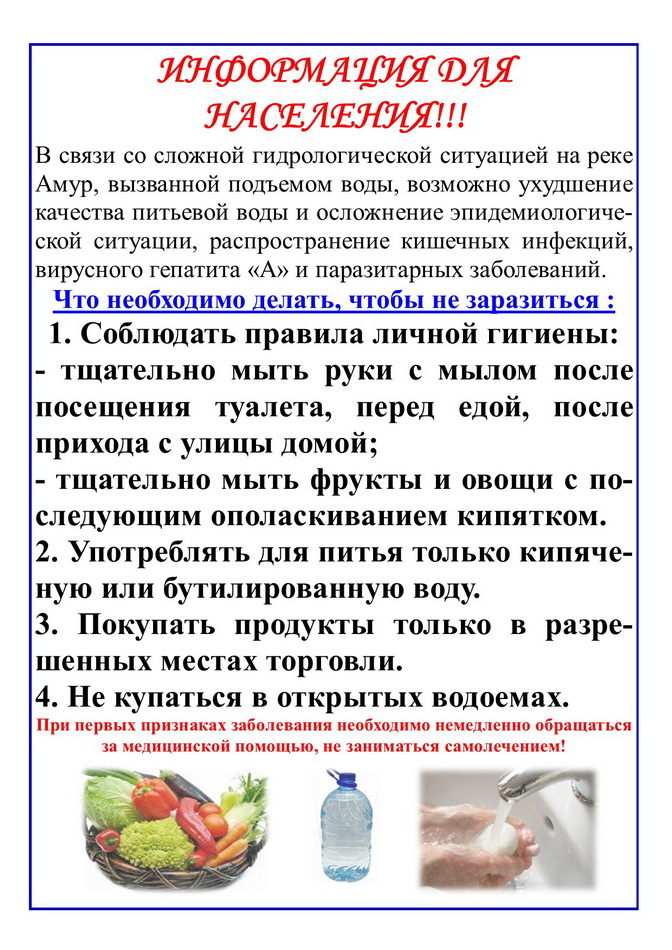 ИНФОРМАЦИЯ ДЛЯ
НАСЕЛЕНИЯ!!!
В связи со сложной гидрологической ситуацией на реке
Амур, вызванной подъемом воды, возможно ухудшение
качества питьевой воды и осложнение эпидемиологиче-
ской ситуации, распространение кишечных инфекций,
вирусного гепатита «А» и паразитарных заболеваний.
Что необходимо делать, чтобы не заразиться :
1. Соблюдать правила личной гигиены:
- тщательно мыть руки с мылом после
посещения туалета, перед едой, после
прихода с улицы домой;
- тщательно мыть фрукты и овощи с по-
следующим ополаскиванием кипятком.
2. Употреблять для питья только кипяче-
ную или бутилированную воду.
3. Покупать продукты только в разре-
шенных местах торговли.
4. Не купаться в открытых водоемах.
При первых признаках заболевания необходимо немедленно обращаться
за медицинской помощью, не заниматься самолечением!